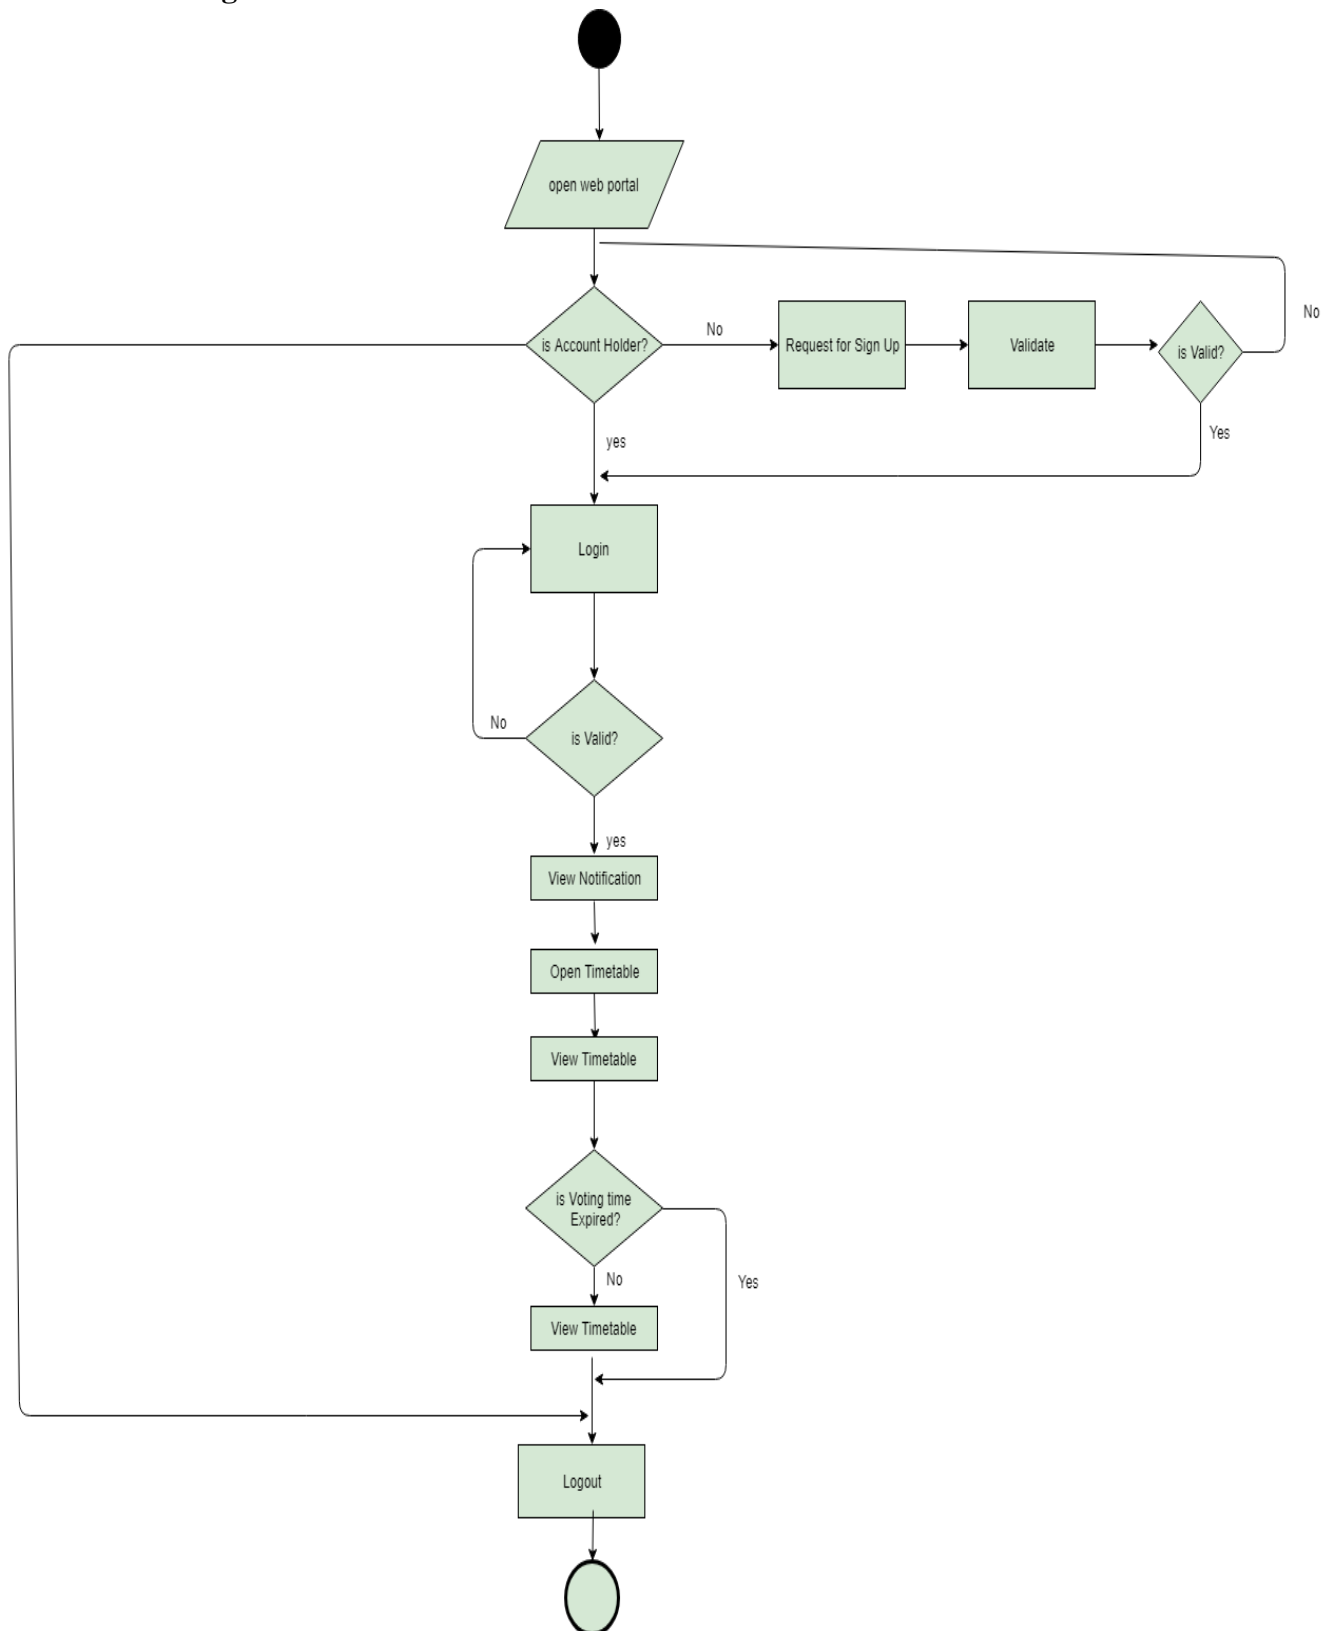 open web portal
is Account Holder?
No
Request for Sign Up
Validate
is Valid?
No
yes
Yes
Login
No
is Valid?
yes
View Notification
Open Timetable
View Timetable
is Voting time
Expired?
No
Yes
View Timetable
Logout